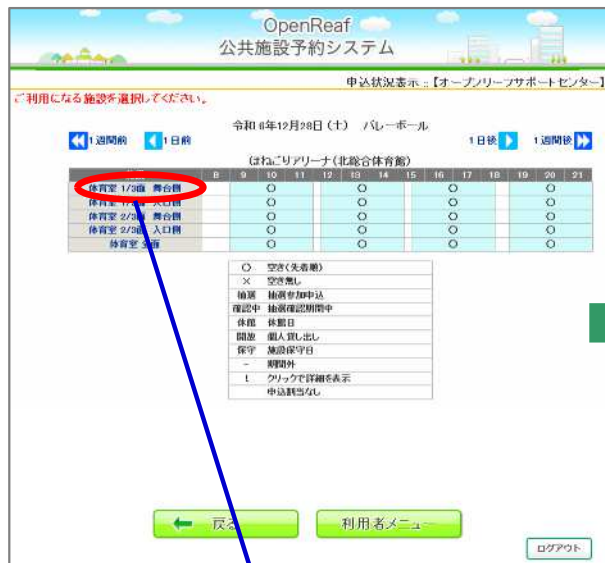 OpenReaf
公共施設予約システム
申込状況表示 :: 【オープンリーフサポートセンター】
ご利用になる施設を選択してください。
令和 6年12月28日(土) バレーボール
1週間前 1日前 1日後 1週間後
はねごりアリーナ(北総合体育館)
8 9 10 11 12 13 14 15 16 17 18 19 20 21
体育室 1/3面 舞台側 ○ ○ ○ ○
体育室 1/3面 入口側 ○ ○ ○ ○
体育室 2/3面 舞台側 ○ ○ ○ ○
体育室 2/3面 入口側 ○ ○ ○ ○
体育室 全面 ○ ○ ○ ○
○ 空き(先着順)
× 空き無し
抽選 抽選参加申込
確認中 抽選確認期間中
休館 休館日
開放 個人貸し出し
保守 施設保守日
- 期間外
! クリックで詳細を表示
申込割当なし
戻る 利用者メニュー
ログアウト